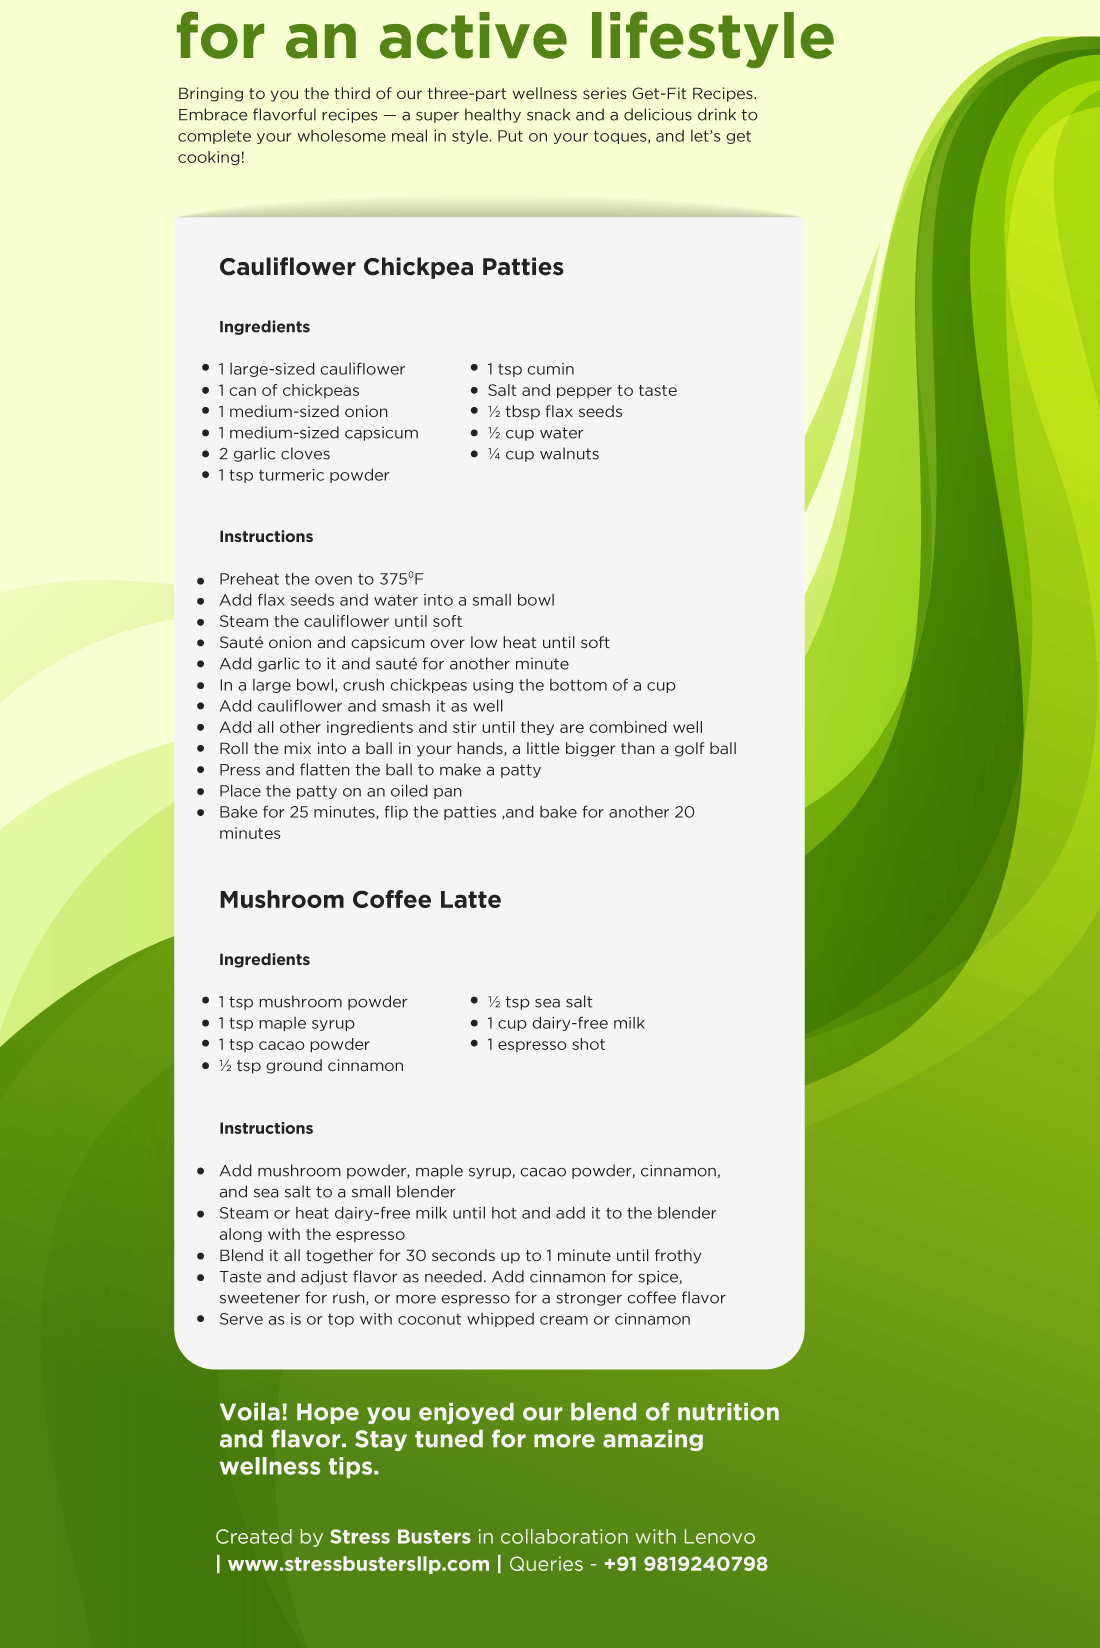 for an active lifestyle
Bringing to you the third of our three-part wellness series Get-Fit Recipes.
Embrace flavorful recipes — a super healthy snack and a delicious drink to
complete your wholesome meal in style. Put on your toques, and let's get
cooking!
Cauliflower Chickpea Patties
Ingredients
• 1 large-sized cauliflower
• 1 can of chickpeas
• 1 medium-sized onion
• 1 medium-sized capsicum
• 2 garlic cloves
• 1 tsp turmeric powder
• 1 tsp cumin
• Salt and pepper to taste
• ½ tbsp flax seeds
• ½ cup water
• ¼ cup walnuts
Instructions
• Preheat the oven to 375⁰F
• Add flax seeds and water into a small bowl
• Steam the cauliflower until soft
• Sauté onion and capsicum over low heat until soft
• Add garlic to it and sauté for another minute
• In a large bowl, crush chickpeas using the bottom of a cup
• Add cauliflower and smash it as well
• Add all other ingredients and stir until they are combined well
• Roll the mix into a ball in your hands, a little bigger than a golf ball
• Press and flatten the ball to make a patty
• Place the patty on an oiled pan
• Bake for 25 minutes, flip the patties ,and bake for another 20
minutes
Mushroom Coffee Latte
Ingredients
• 1 tsp mushroom powder
• 1 tsp maple syrup
• 1 tsp cacao powder
• ½ tsp ground cinnamon
• ½ tsp sea salt
• 1 cup dairy-free milk
• 1 espresso shot
Instructions
• Add mushroom powder, maple syrup, cacao powder, cinnamon,
and sea salt to a small blender
• Steam or heat dairy-free milk until hot and add it to the blender
along with the espresso
• Blend it all together for 30 seconds up to 1 minute until frothy
• Taste and adjust flavor as needed. Add cinnamon for spice,
sweetener for rush, or more espresso for a stronger coffee flavor
• Serve as is or top with coconut whipped cream or cinnamon
Voila! Hope you enjoyed our blend of nutrition
and flavor. Stay tuned for more amazing
wellness tips.
Created by Stress Busters in collaboration with Lenovo
| www.stressbustersllp.com | Queries - +91 9819240798